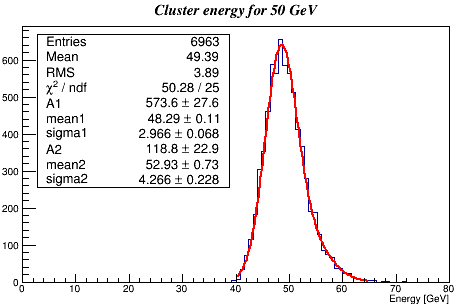 Cluster energy for 50 GeV
Entries 6963
Mean 49.39
RMS 3.89
χ² / ndf 50.28 / 25
A1 573.6 ± 27.6
mean1 48.29 ± 0.11
sigma1 2.966 ± 0.068
A2 118.8 ± 22.9
mean2 52.93 ± 0.73
sigma2 4.266 ± 0.228
600
500
400
300
200
100
0
0 10 20 30 40 50 60 70 80
Energy [GeV]